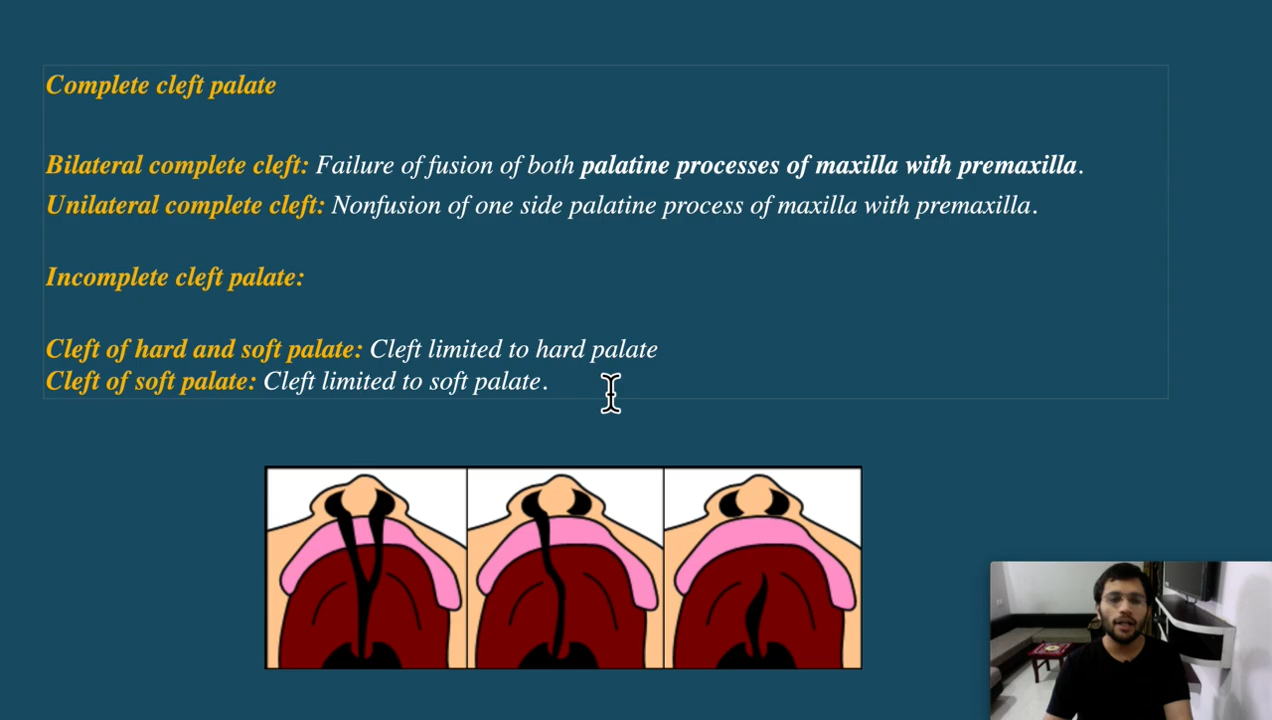 Complete cleft palate
Bilateral complete cleft: Failure of fusion of both palatine processes of maxilla with premaxilla.
Unilateral complete cleft: Nonfusion of one side palatine process of maxilla with premaxilla.
Incomplete cleft palate:
Cleft of hard and soft palate: Cleft limited to hard palate
Cleft of soft palate: Cleft limited to soft palate.